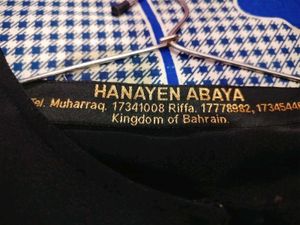 HANAYEN ABAYA
Tel. Muharraq. 17341008 Riffa. 17778982,
Kingdom of Bahrain.